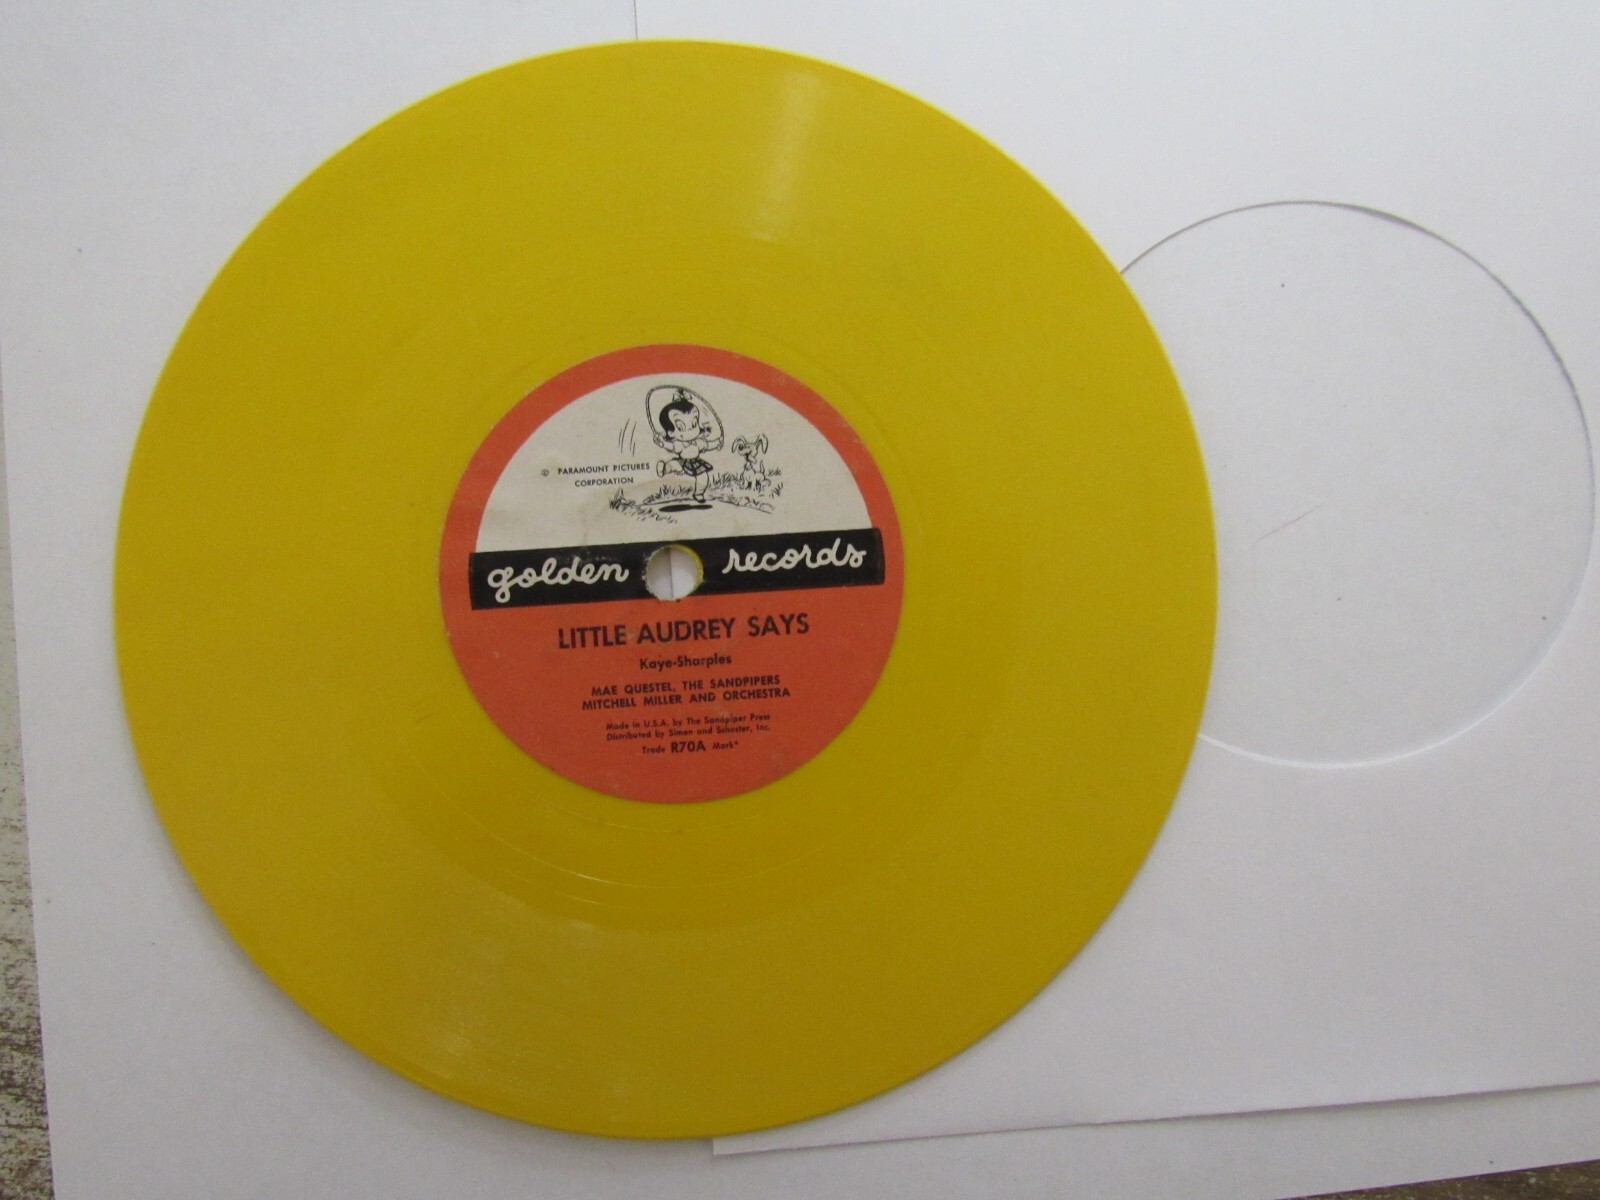 © PARAMOUNT PICTURES
CORPORATION
golden records
LITTLE AUDREY SAYS
Kaye-Sharples
MAE QUESTEL, THE SANDPIPERS
MITCHELL MILLER AND ORCHESTRA
Made in U.S.A. by The Sandpiper Press
Distributed by Simon and Schuster, Inc.
Trade R70A Mark*